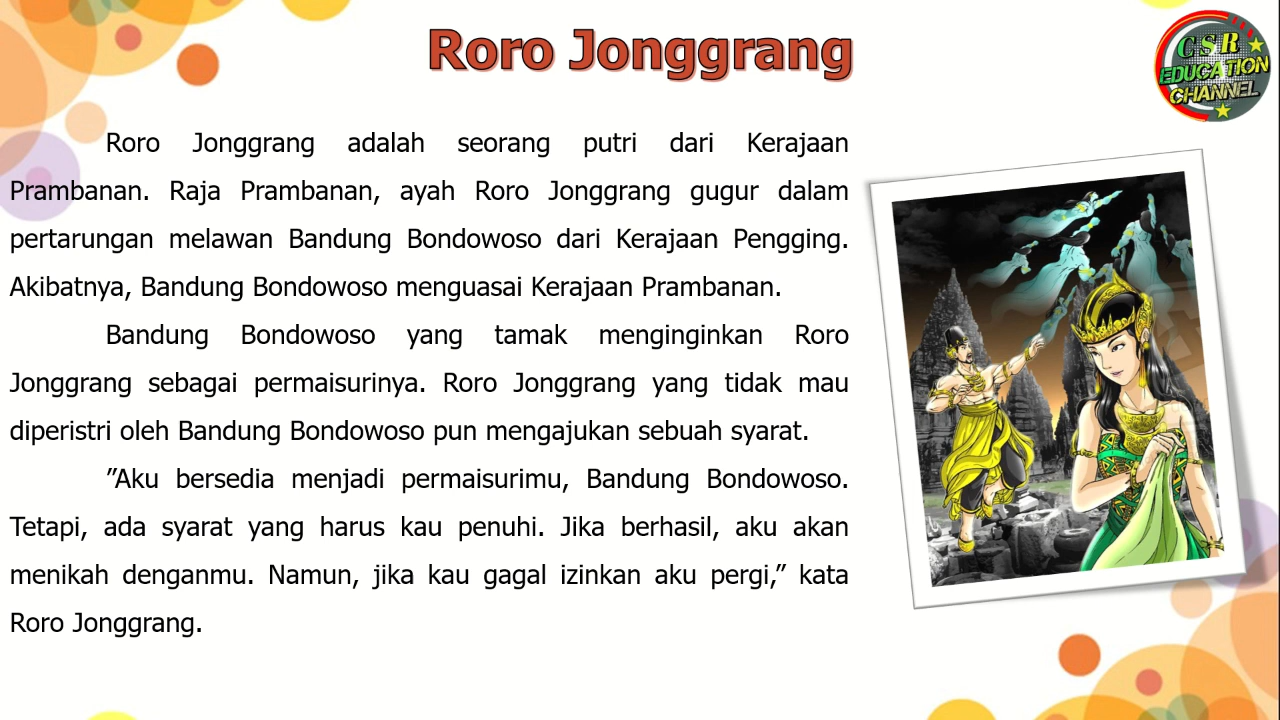 Roro Jonggrang
CSR
EDUCATION
CHANNEL
Roro Jonggrang adalah seorang putri dari Kerajaan
Prambanan. Raja Prambanan, ayah Roro Jonggrang gugur dalam
pertarungan melawan Bandung Bondowoso dari Kerajaan Pengging.
Akibatnya, Bandung Bondowoso menguasai Kerajaan Prambanan.
Bandung Bondowoso yang tamak menginginkan Roro
Jonggrang sebagai permaisurinya. Roro Jonggrang yang tidak mau
diperistri oleh Bandung Bondowoso pun mengajukan sebuah syarat.
”Aku bersedia menjadi permaisurimu, Bandung Bondowoso.
Tetapi, ada syarat yang harus kau penuhi. Jika berhasil, aku akan
menikah denganmu. Namun, jika kau gagal izinkan aku pergi,” kata
Roro Jonggrang.